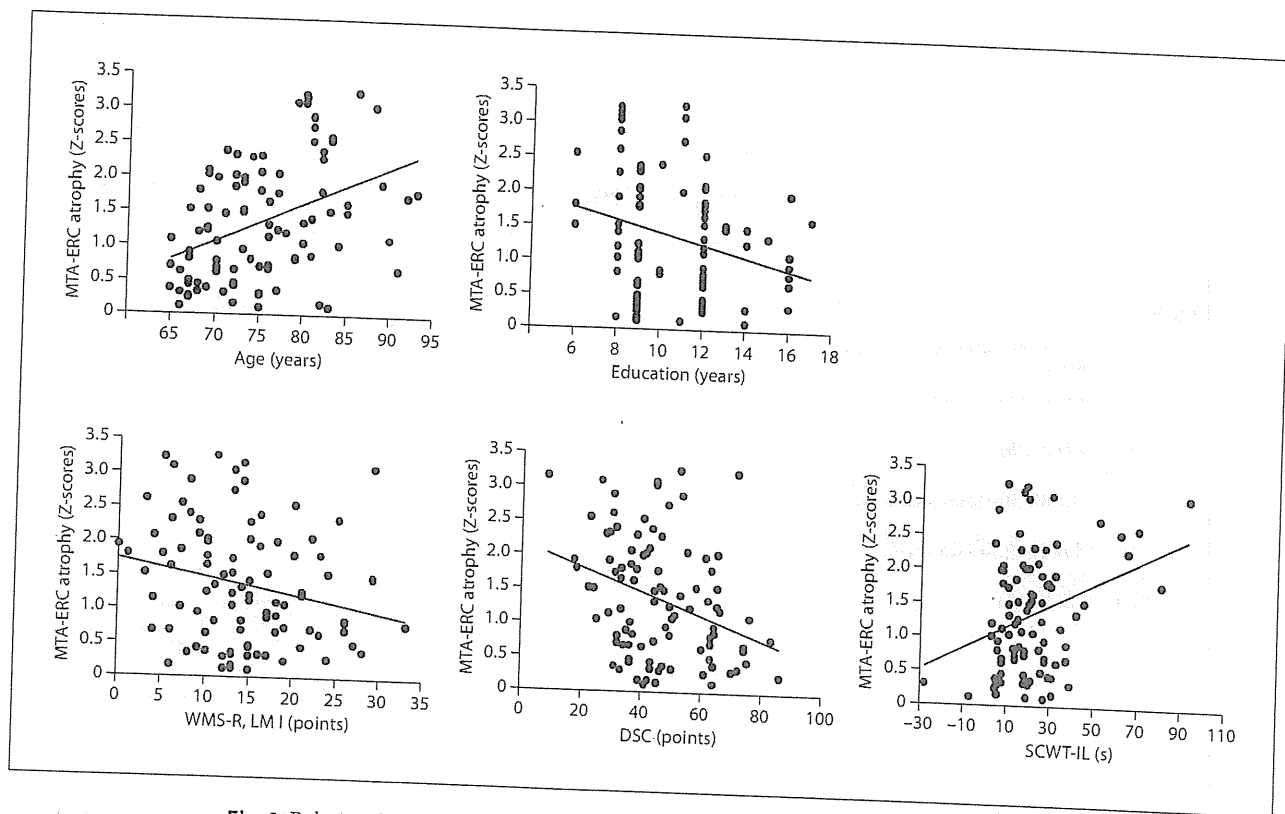 MTA-ERC atrophy (Z-scores)
3.5
3.0
2.5
2.0
1.5
1.0
0.5
0
65 70 75 80 85 90 95
Age (years)
MTA-ERC atrophy (Z-scores)
3.5
3.0
2.5
2.0
1.5
1.0
0.5
0
6 8 10 12 14 16 18
Education (years)
MTA-ERC atrophy (Z-scores)
3.5
3.0
2.5
2.0
1.5
1.0
0.5
0
0 5 10 15 20 25 30 35
WMS-R, LM I (points)
MTA-ERC atrophy (Z-scores)
3.5
3.0
2.5
2.0
1.5
1.0
0.5
0
0 20 40 60 80 100
DSC (points)
MTA-ERC atrophy (Z-scores)
3.5
3.0
2.5
2.0
1.5
1.0
0.5
0
–30 –10 10 30 50 70 90 110
SCWT-IL (s)